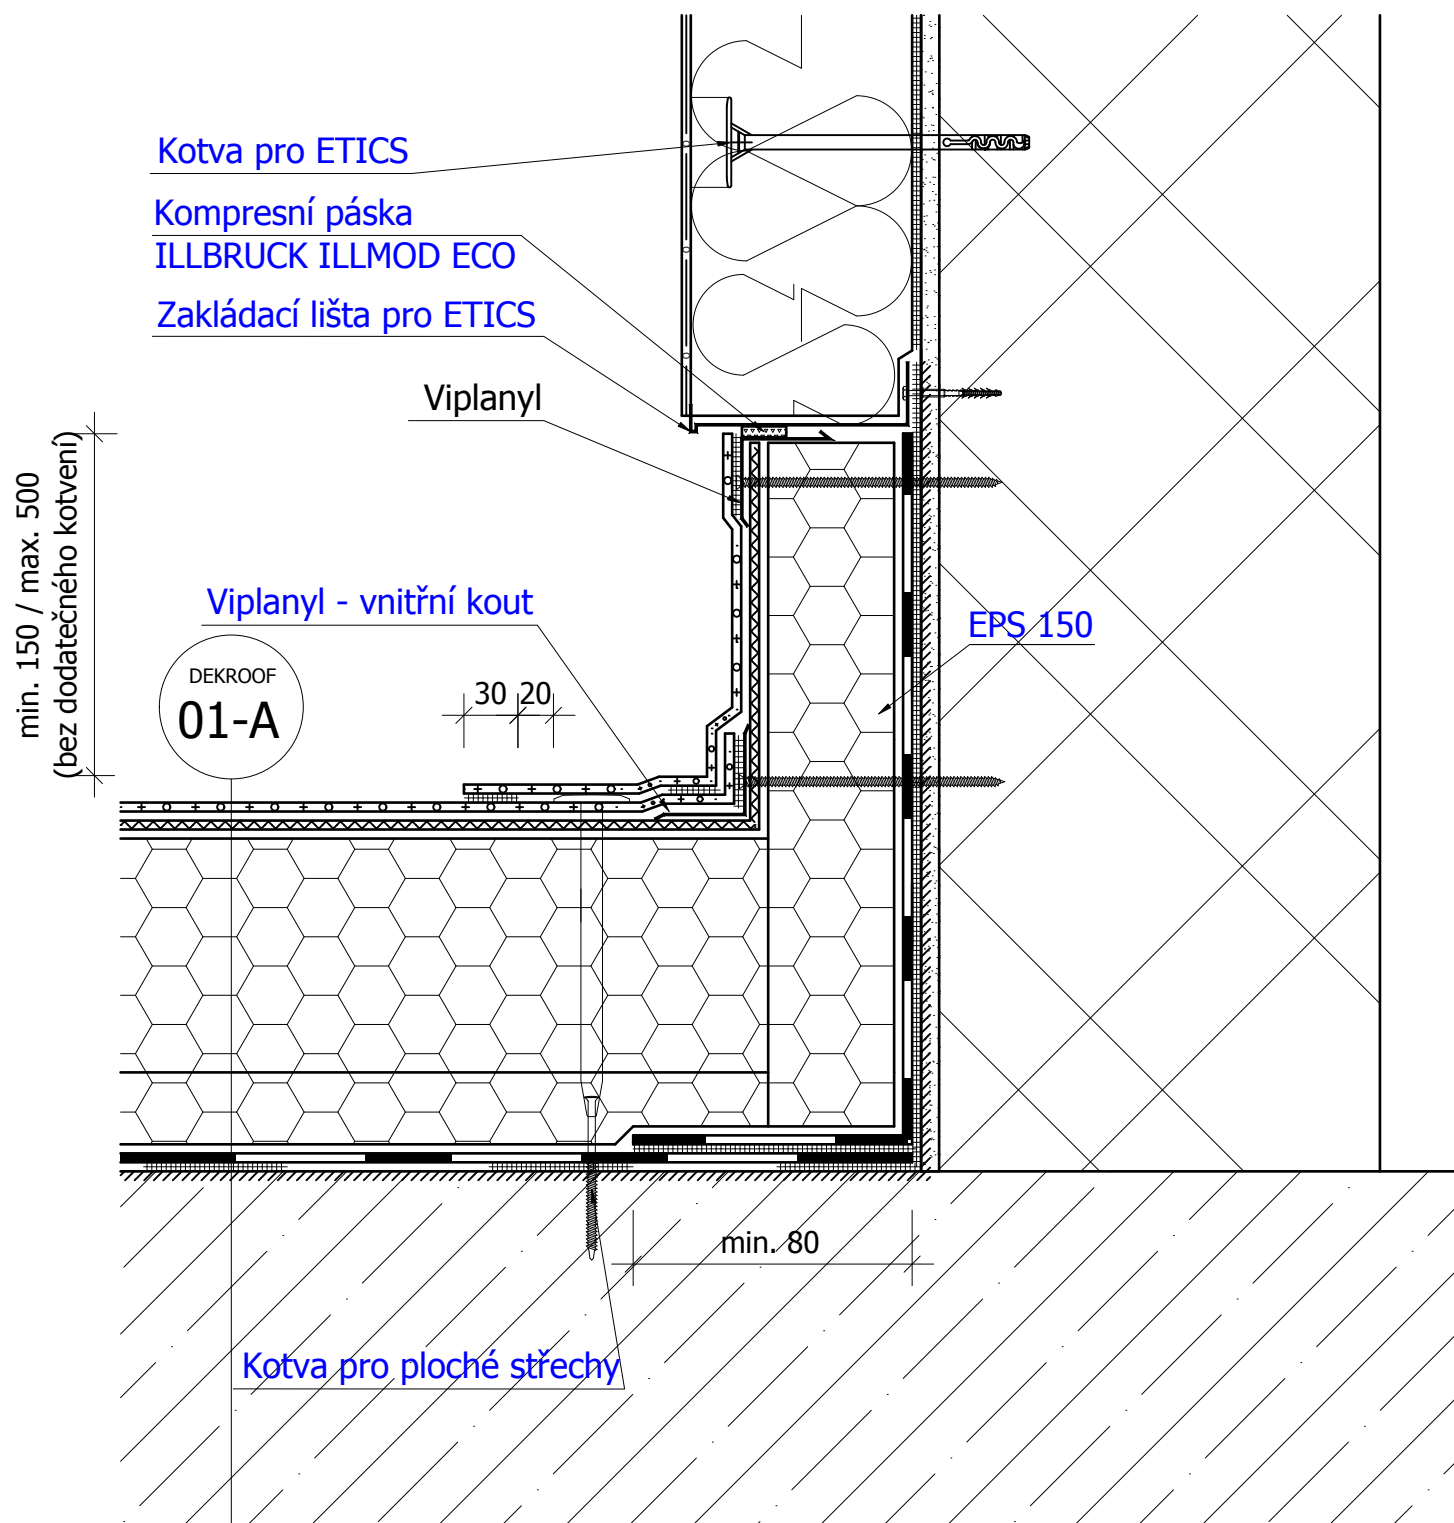 Kotva pro ETICS
Kompresní páska
ILLBRUCK ILLMOD ECO
Zakládací lišta pro ETICS
Viplanyl
min. 150 / max. 500
(bez dodatečného kotvení)
Viplanyl - vnitřní kout
EPS 150
DEKROOF
01-A
30 20
min. 80
Kotva pro ploché střechy